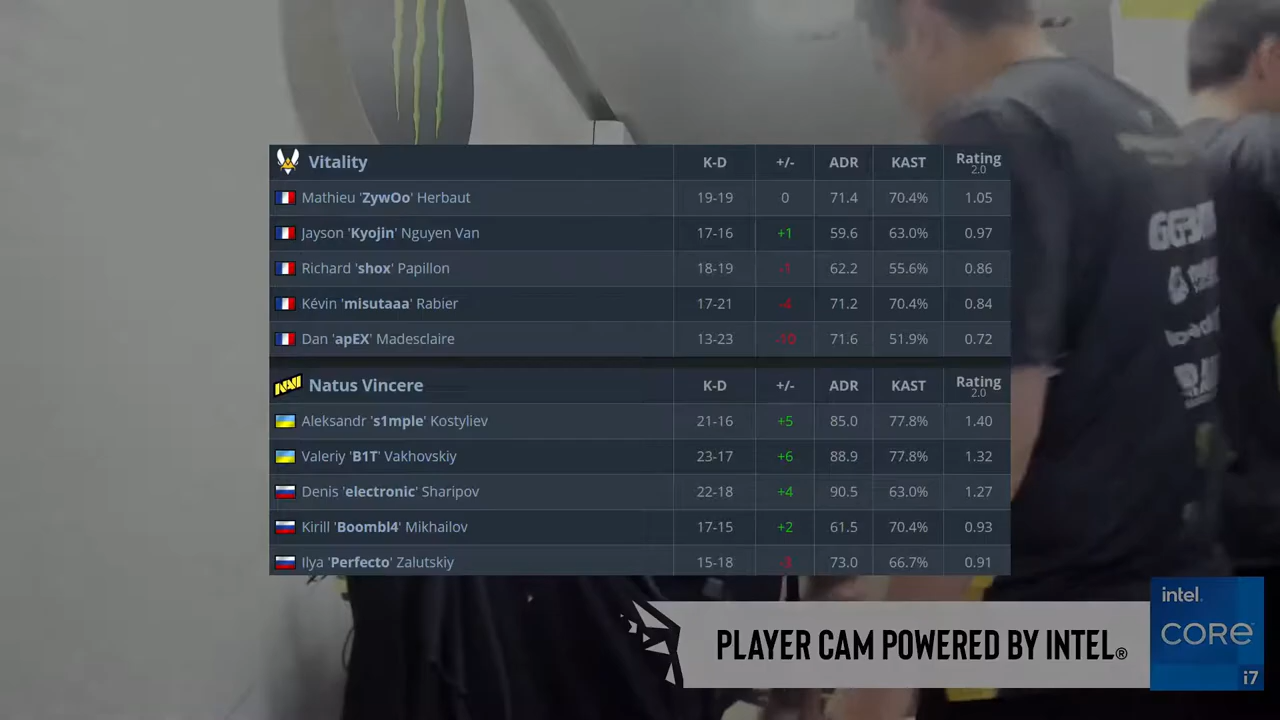 Vitality K-D +/- ADR KAST Rating 2.0
Mathieu 'ZywOo' Herbaut 19-19 0 71.4 70.4% 1.05
Jayson 'Kyojin' Nguyen Van 17-16 +1 59.6 63.0% 0.97
Richard 'shox' Papillon 18-19 -1 62.2 55.6% 0.86
Kévin 'misutaaa' Rabier 17-21 -4 71.2 70.4% 0.84
Dan 'apEX' Madesclaire 13-23 -10 71.6 51.9% 0.72
NAVI Natus Vincere K-D +/- ADR KAST Rating 2.0
Aleksandr 's1mple' Kostyliev 21-16 +5 85.0 77.8% 1.40
Valeriy 'B1T' Vakhovskiy 23-17 +6 88.9 77.8% 1.32
Denis 'electronic' Sharipov 22-18 +4 90.5 63.0% 1.27
Kirill 'Boombl4' Mikhailov 17-15 +2 61.5 70.4% 0.93
Ilya 'Perfecto' Zalutskiy 15-18 -3 73.0 66.7% 0.91
PLAYER CAM POWERED BY INTEL®
intel.
CORE
i7